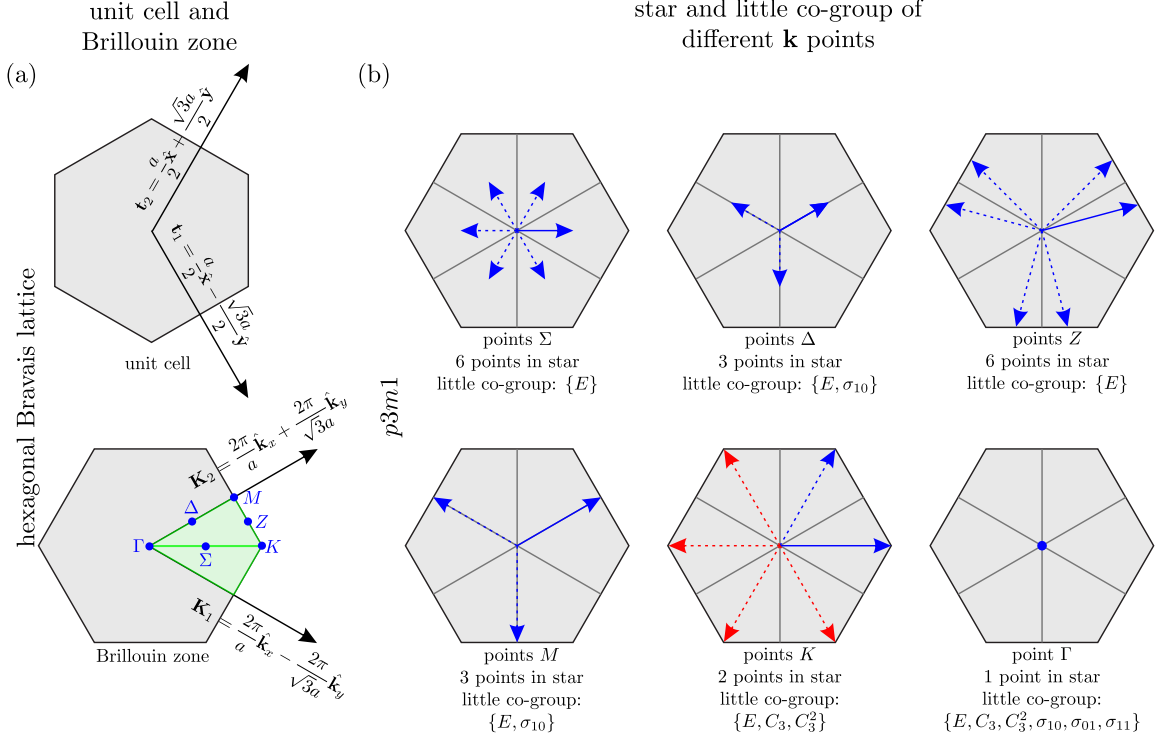 unit cell and
Brillouin zone
star and little co-group of
different k points
(a)
(b)
t₂ = a/2 x̂ + √3a/2 ŷ
t₁ = a/2 x̂ − √3a/2 ŷ
unit cell
hexagonal Bravais lattice
K₂ = 2π/a k̂ₓ + 2π/√3a k̂ᵧ
M
Δ
Z
Γ
K
Σ
K₁ = 2π/a k̂ₓ − 2π/√3a k̂ᵧ
Brillouin zone
p3m1
points Σ
6 points in star
little co-group: {E}
points Δ
3 points in star
little co-group: {E, σ₁₀}
points Z
6 points in star
little co-group: {E}
points M
3 points in star
little co-group:
{E, σ₁₀}
points K
2 points in star
little co-group:
{E, C₃, C₃²}
point Γ
1 point in star
little co-group:
{E, C₃, C₃², σ₁₀, σ₀₁, σ₁₁}